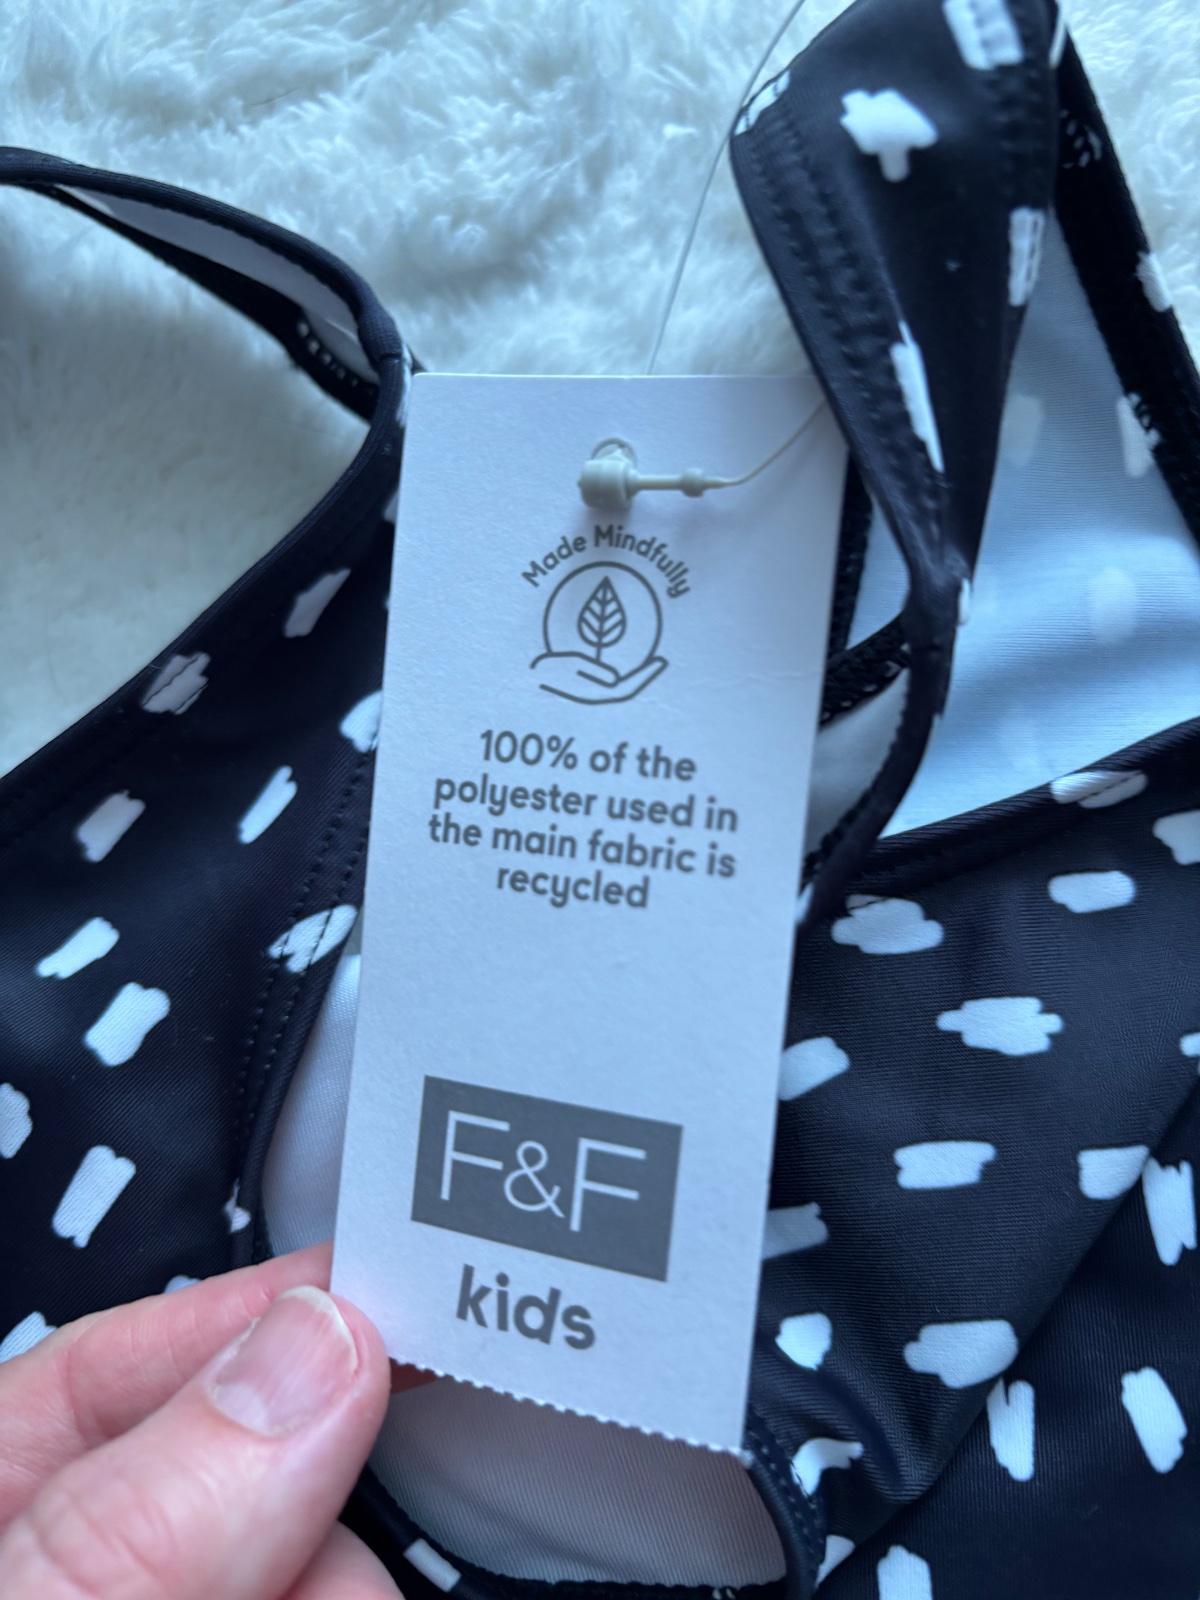 Made Mindfully
100% of the
polyester used in
the main fabric is
recycled
F&F
kids